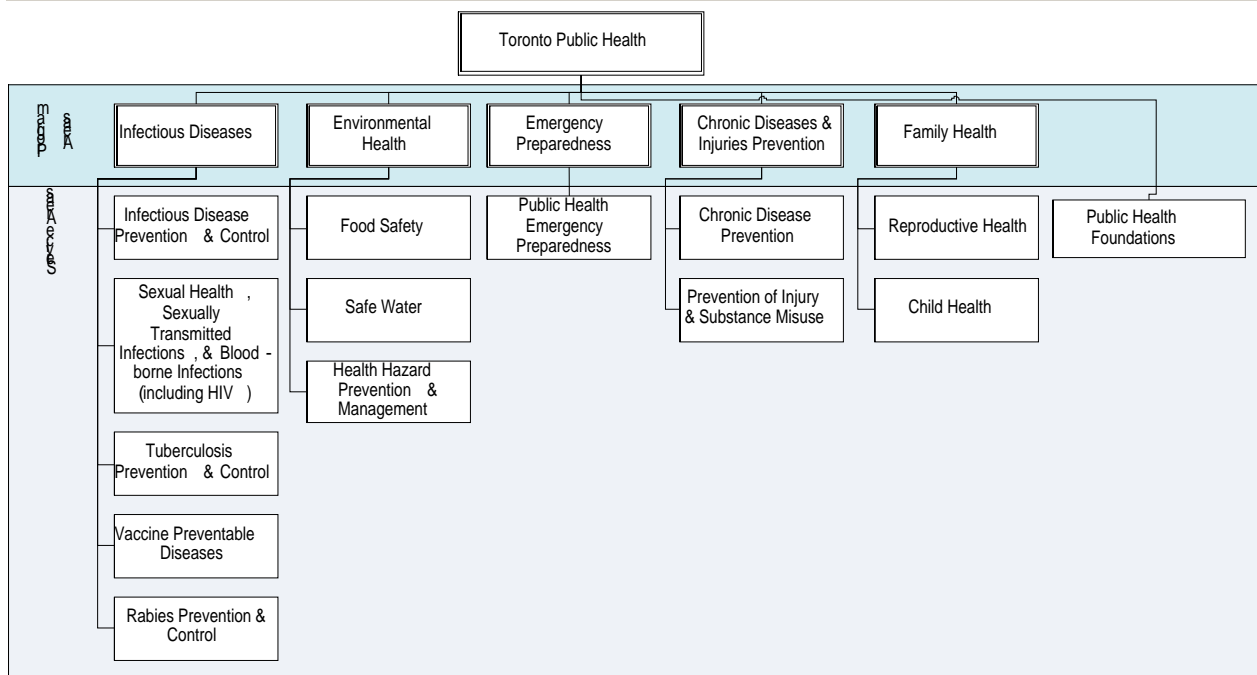 Toronto Public Health
Infectious Diseases
Environmental
Health
Emergency
Preparedness
Chronic Diseases &
Injuries Prevention
Family Health
Infectious Disease
Prevention & Control
Sexual Health ,
Sexually
Transmitted
Infections , & Blood -
borne Infections
(including HIV )
Tuberculosis
Prevention & Control
Vaccine Preventable
Diseases
Rabies Prevention &
Control
Food Safety
Safe Water
Health Hazard
Prevention &
Management
Public Health
Emergency
Preparedness
Chronic Disease
Prevention
Prevention of Injury
& Substance Misuse
Reproductive Health
Child Health
Public Health
Foundations